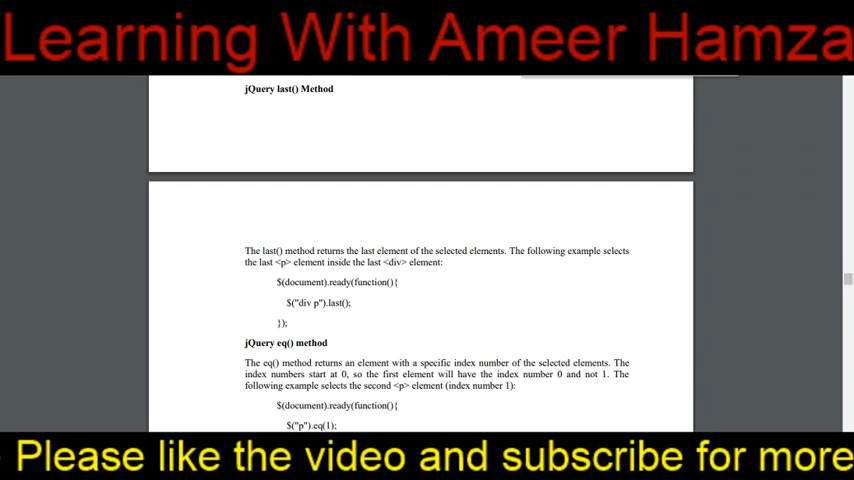 Learning With Ameer Hamza
jQuery last() Method
The last() method returns the last element of the selected elements. The following example selects
the last <p> element inside the last <div> element:
$(document).ready(function(){
$("div p").last();
});
jQuery eq() method
The eq() method returns an element with a specific index number of the selected elements. The
index numbers start at 0, so the first element will have the index number 0 and not 1. The
following example selects the second <p> element (index number 1):
$(document).ready(function(){
$("p").eq(1);
Please like the video and subscribe for more